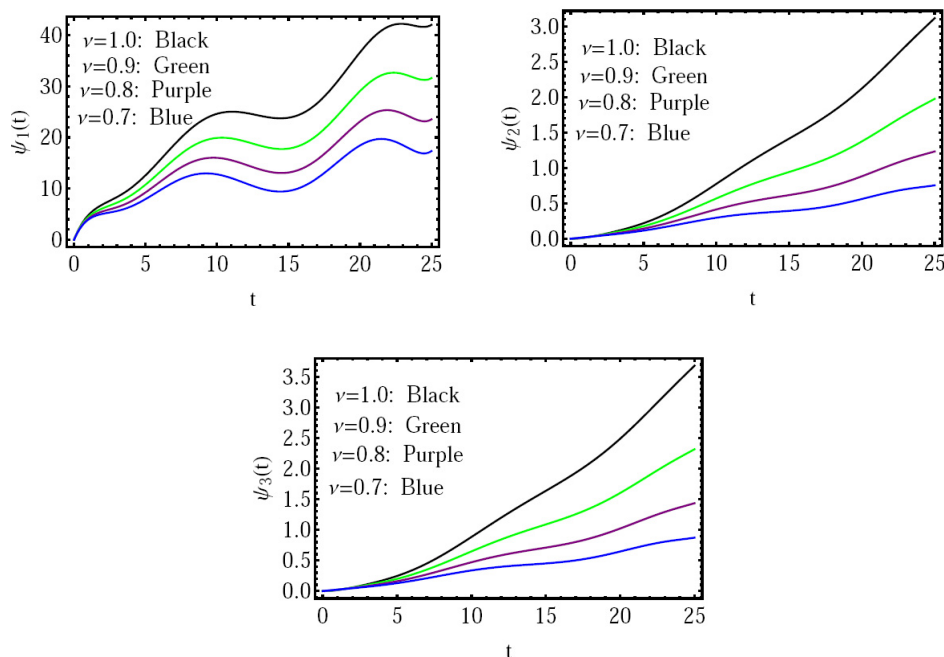 40
30
20
10
0
ψ1(t)
ν=1.0: Black
ν=0.9: Green
ν=0.8: Purple
ν=0.7: Blue
0 5 10 15 20 25
t
3.0
2.5
2.0
1.5
1.0
0.5
0.0
ψ2(t)
ν=1.0: Black
ν=0.9: Green
ν=0.8: Purple
ν=0.7: Blue
0 5 10 15 20 25
t
3.5
3.0
2.5
2.0
1.5
1.0
0.5
0.0
ψ3(t)
ν=1.0: Black
ν=0.9: Green
ν=0.8: Purple
ν=0.7: Blue
0 5 10 15 20 25
t